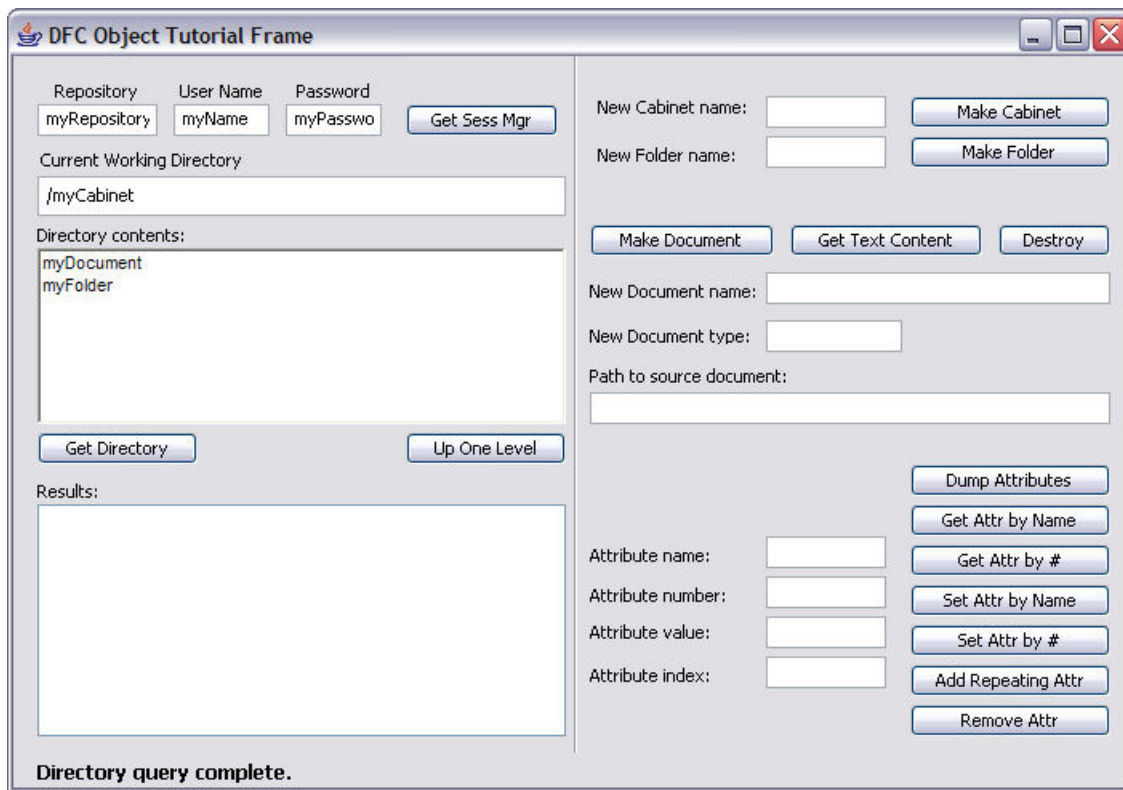 DFC Object Tutorial Frame
Repository User Name Password
myRepository myName myPasswo Get Sess Mgr
Current Working Directory
/myCabinet
Directory contents:
myDocument
myFolder
Get Directory Up One Level
Results:
Directory query complete.
New Cabinet name: Make Cabinet
New Folder name: Make Folder
Make Document Get Text Content Destroy
New Document name:
New Document type:
Path to source document:
Dump Attributes
Get Attr by Name
Attribute name: Get Attr by #
Attribute number: Set Attr by Name
Attribute value: Set Attr by #
Attribute index: Add Repeating Attr
Remove Attr